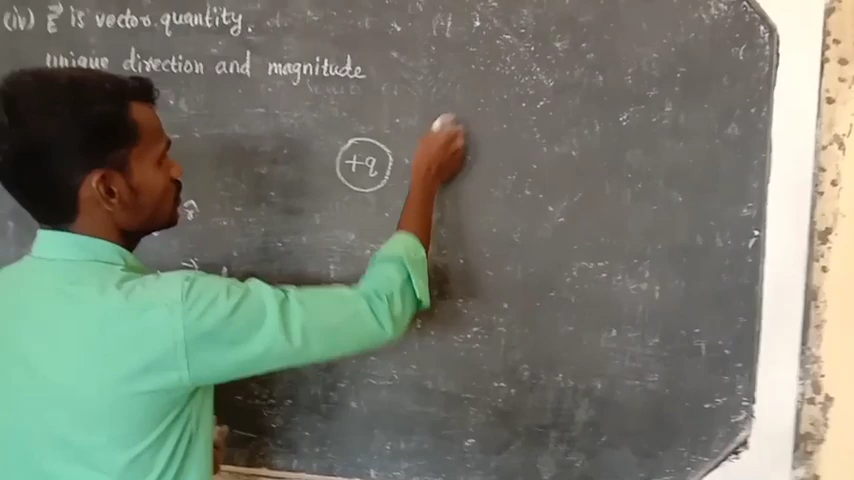 (iv) E⃗ is vector quantity.
unique direction and magnitude
+q